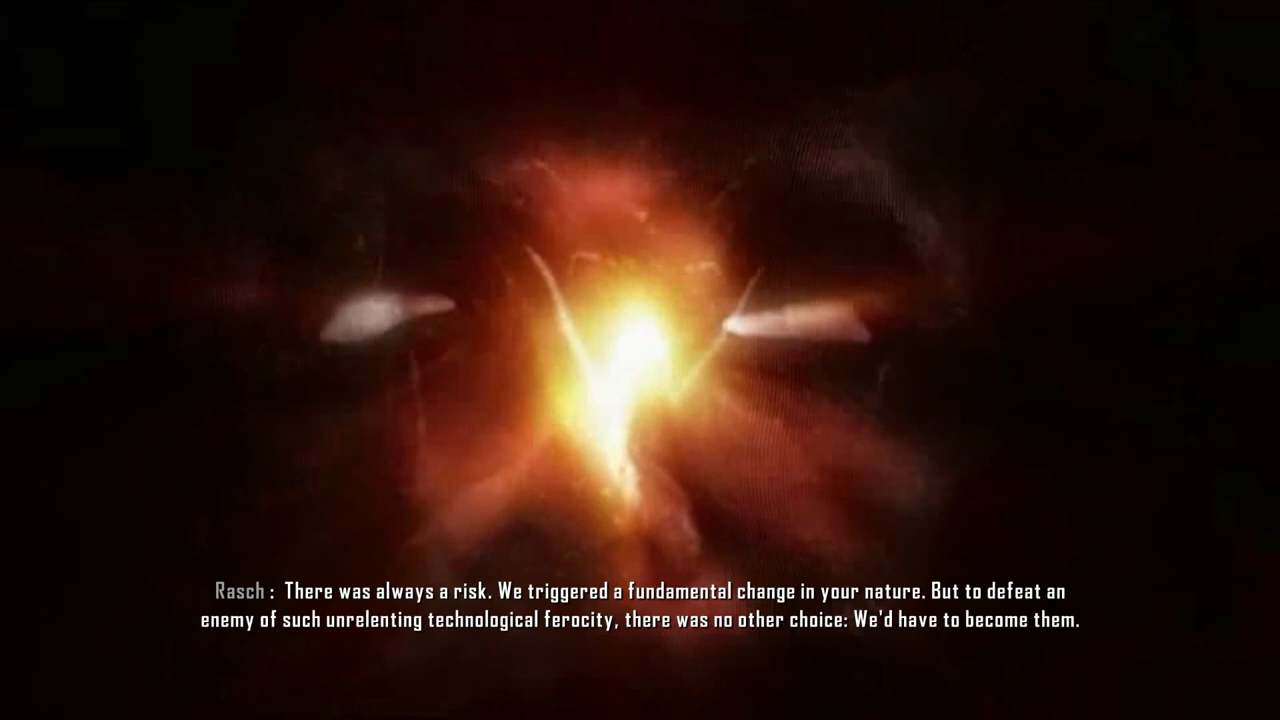 Rasch : There was always a risk. We triggered a fundamental change in your nature. But to defeat an
enemy of such unrelenting technological ferocity, there was no other choice: We'd have to become them.